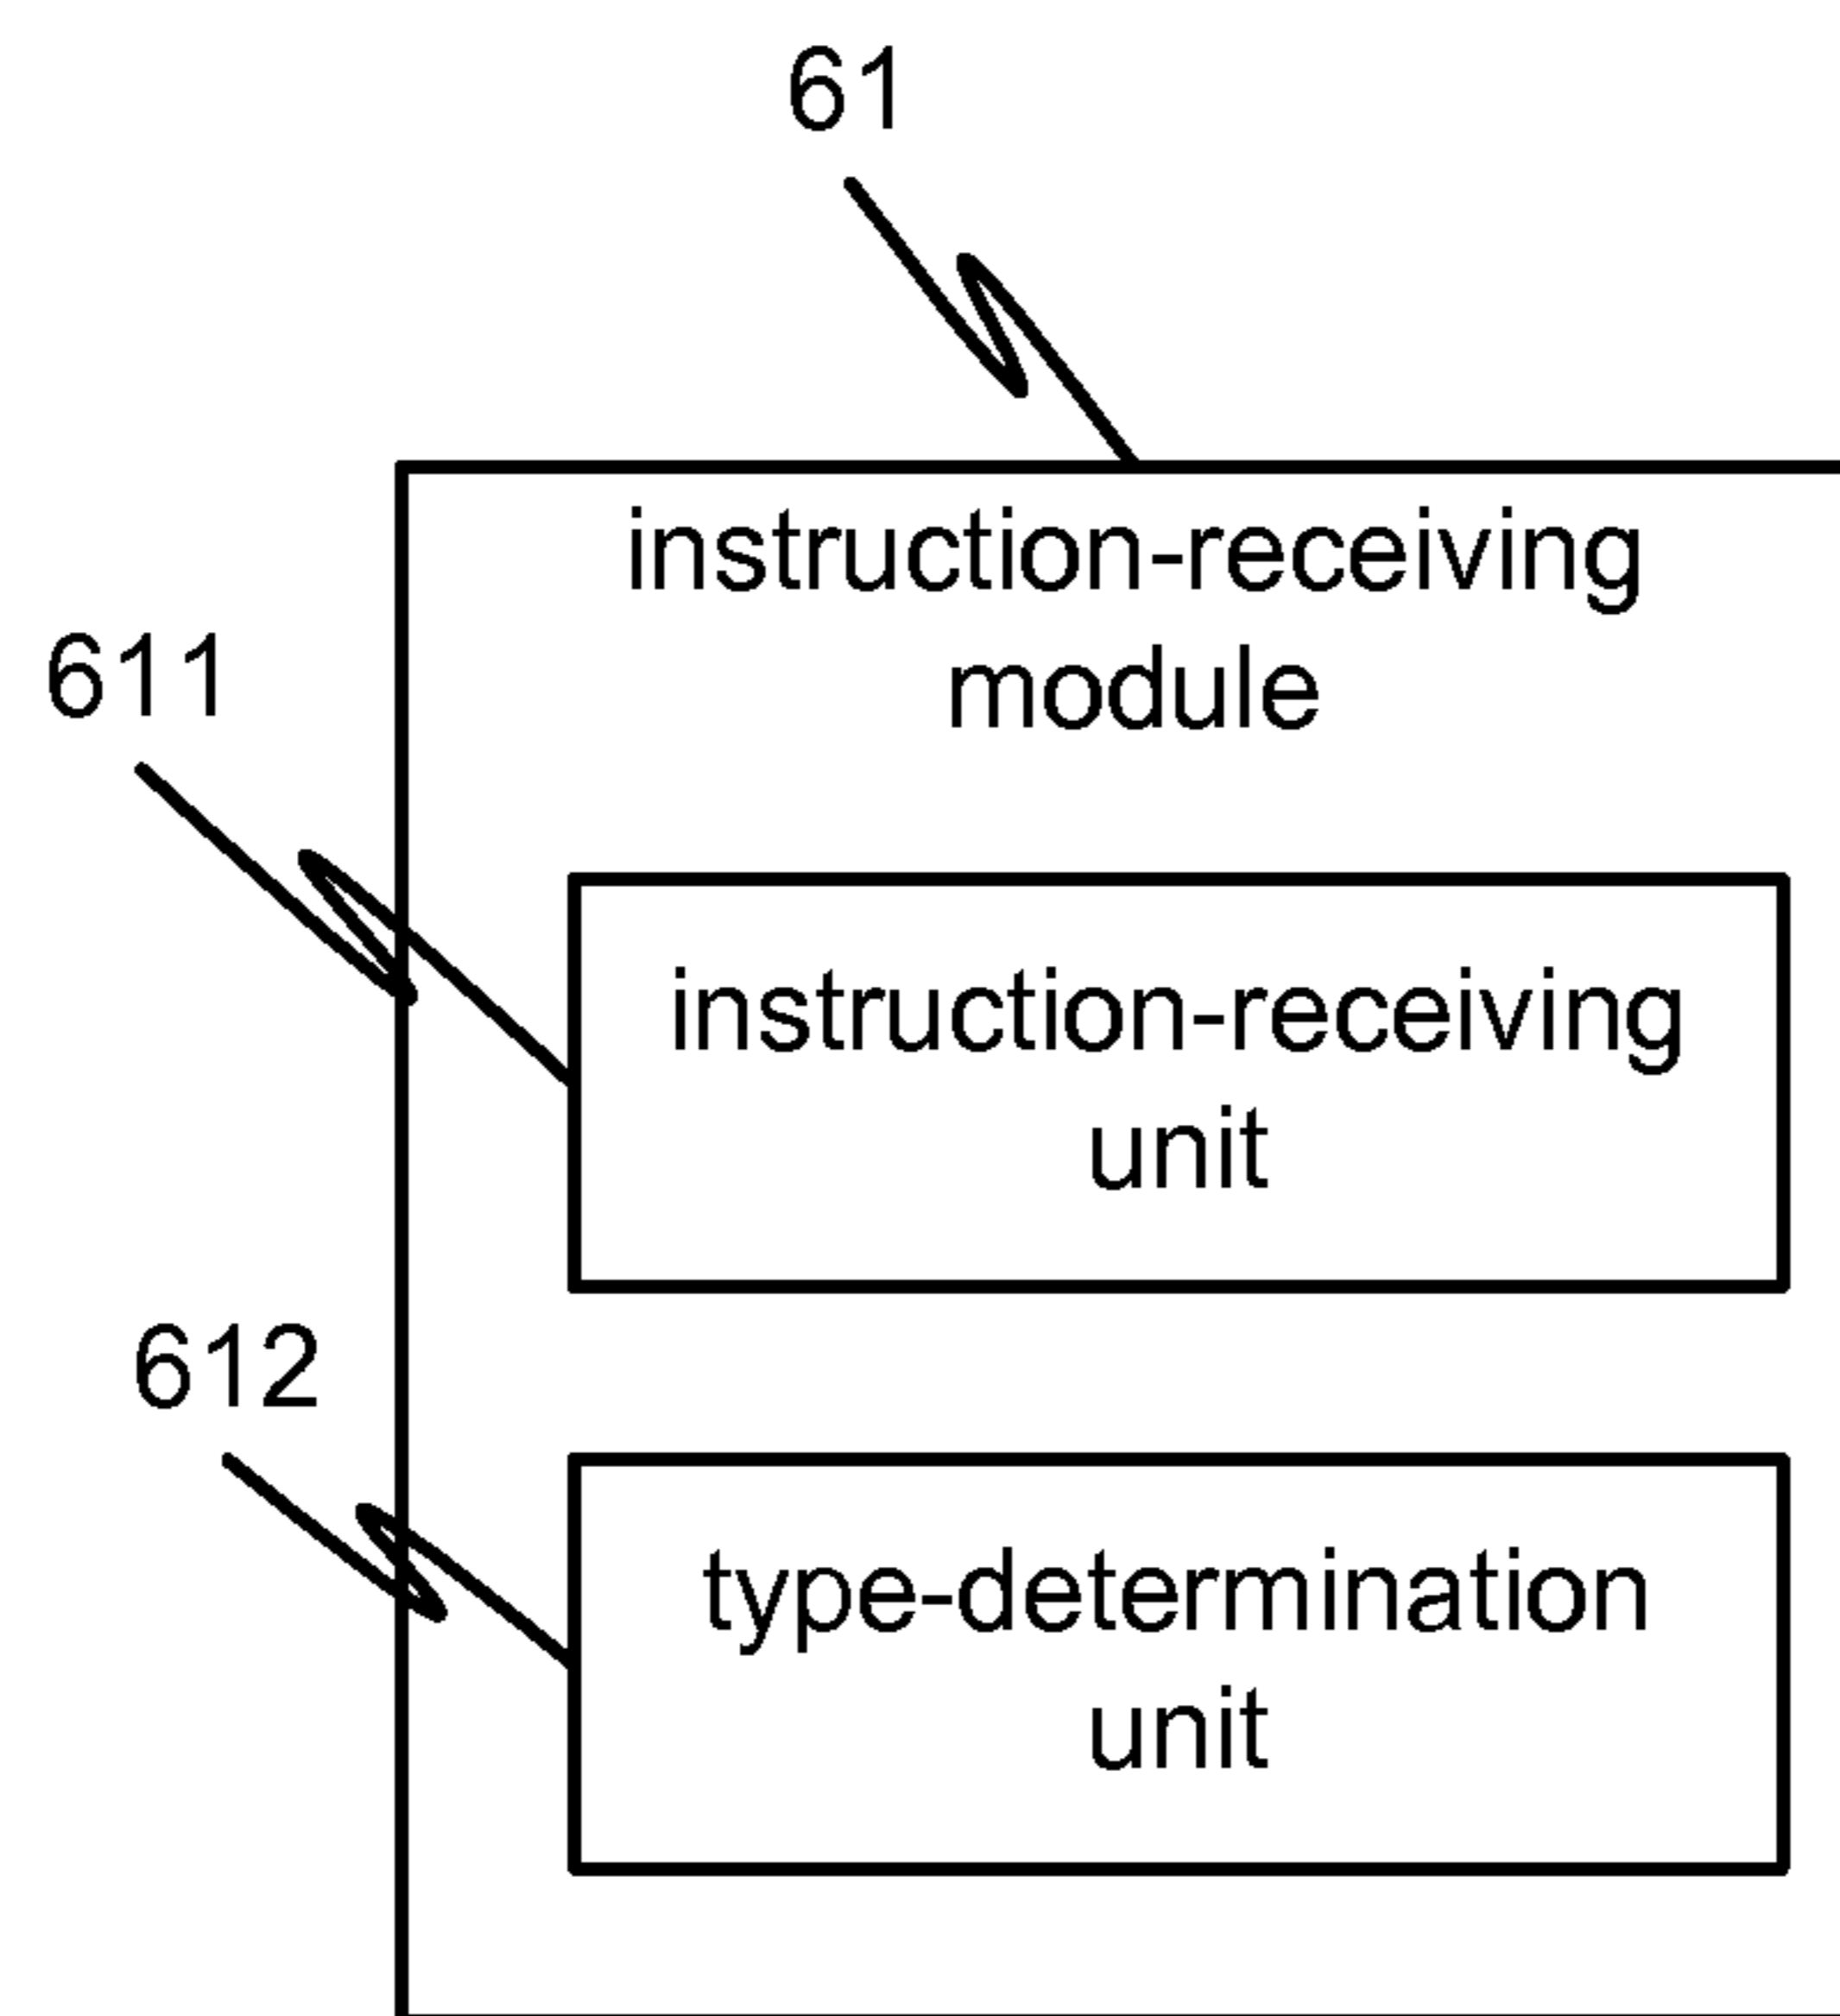 61
instruction-receiving
module
611
instruction-receiving
unit
612
type-determination
unit